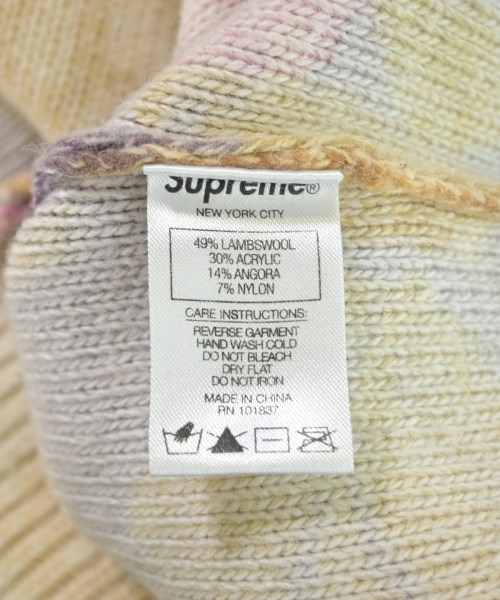 Supreme®
NEW YORK CITY
49% LAMBSWOOL
30% ACRYLIC
14% ANGORA
7% NYLON
CARE INSTRUCTIONS:
REVERSE GARMENT
HAND WASH COLD
DO NOT BLEACH
DRY FLAT
DO NOT IRON
MADE IN CHINA
RN 101837